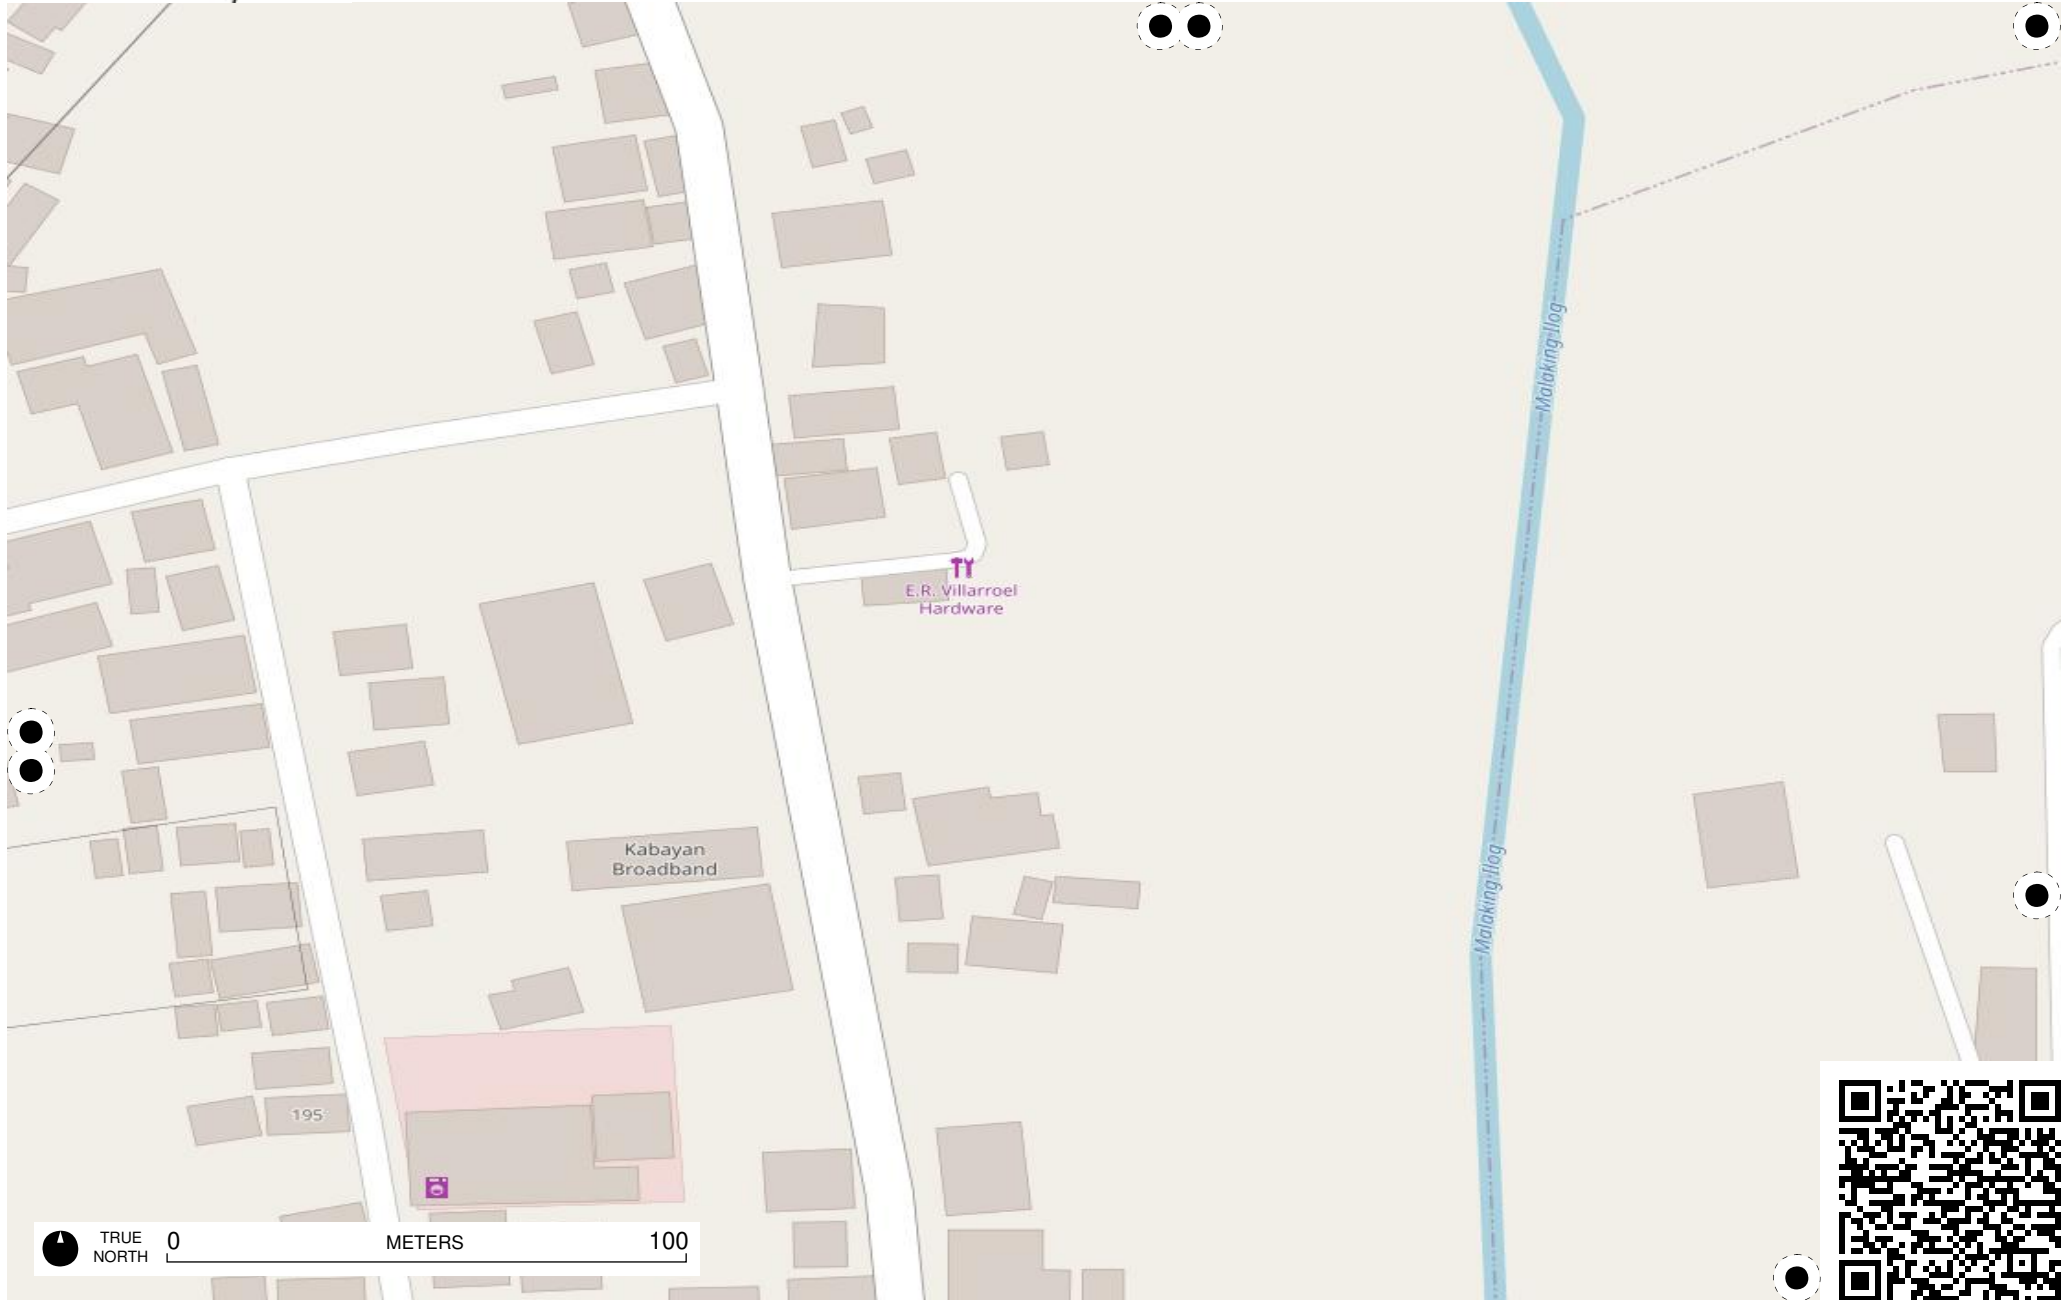 Malaking Ilog
E.R. Villarroel
Hardware
Kabayan
Broadband
Malaking Ilog
195
TRUE
NORTH
0
METERS
100